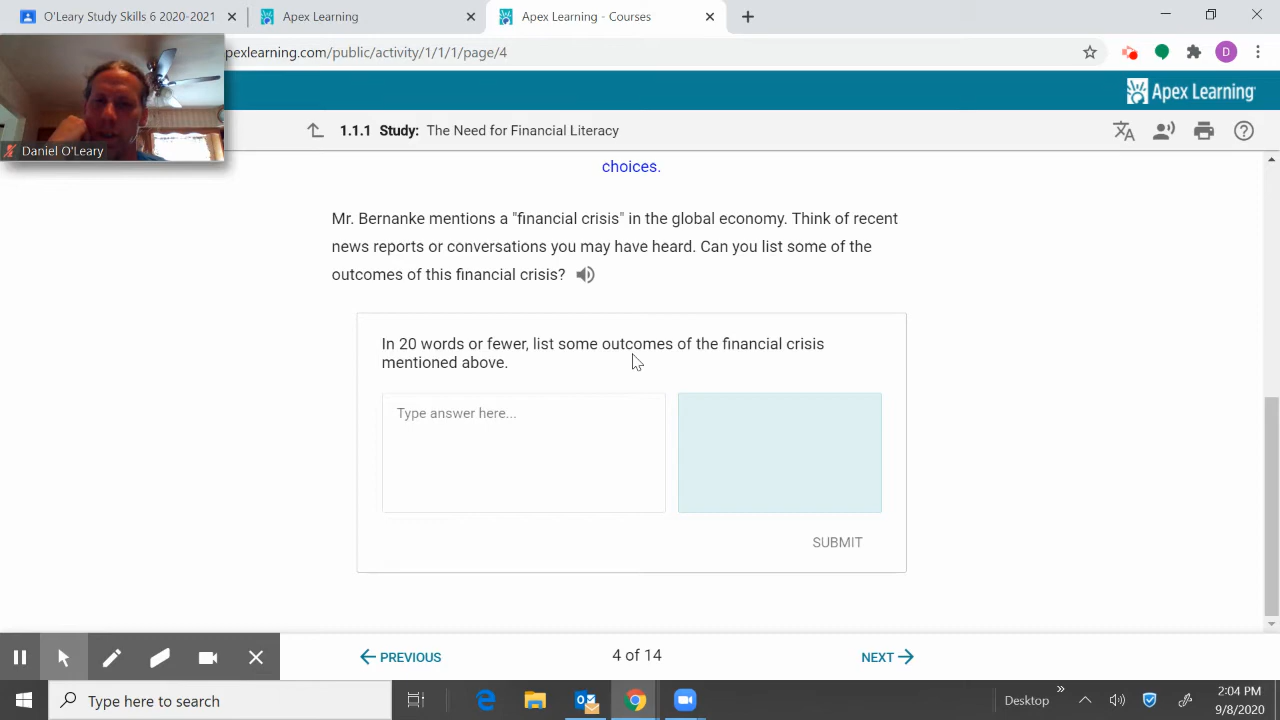 O'Leary Study Skills 6 2020-2021
Apex Learning
Apex Learning - Courses
pexlearning.com/public/activity/1/1/1/page/4
D
Apex Learning
1.1.1 Study: The Need for Financial Literacy
Daniel O'Leary
choices.
Mr. Bernanke mentions a "financial crisis" in the global economy. Think of recent
news reports or conversations you may have heard. Can you list some of the
outcomes of this financial crisis?
In 20 words or fewer, list some outcomes of the financial crisis
mentioned above.
Type answer here...
SUBMIT
PREVIOUS
4 of 14
NEXT
Type here to search
Desktop
2:04 PM
9/8/2020